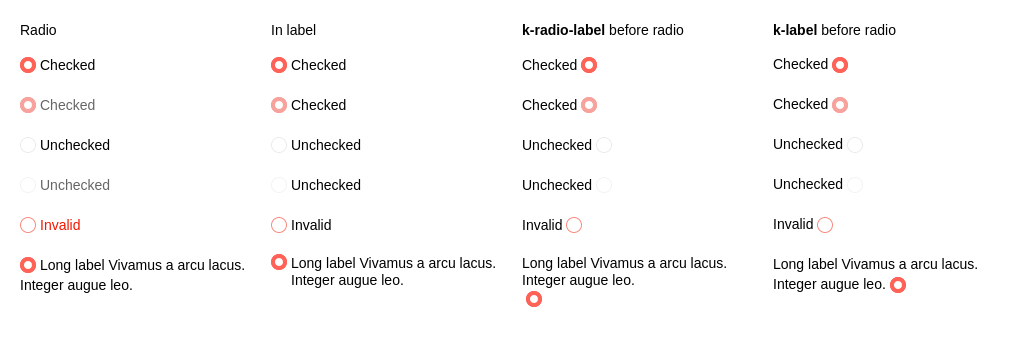 Radio
Checked
Checked
Unchecked
Unchecked
Invalid
Long label Vivamus a arcu lacus.
Integer augue leo.
In label
Checked
Checked
Unchecked
Unchecked
Invalid
Long label Vivamus a arcu lacus.
Integer augue leo.
k-radio-label before radio
Checked
Checked
Unchecked
Unchecked
Invalid
Long label Vivamus a arcu lacus.
Integer augue leo.
k-label before radio
Checked
Checked
Unchecked
Unchecked
Invalid
Long label Vivamus a arcu lacus.
Integer augue leo.